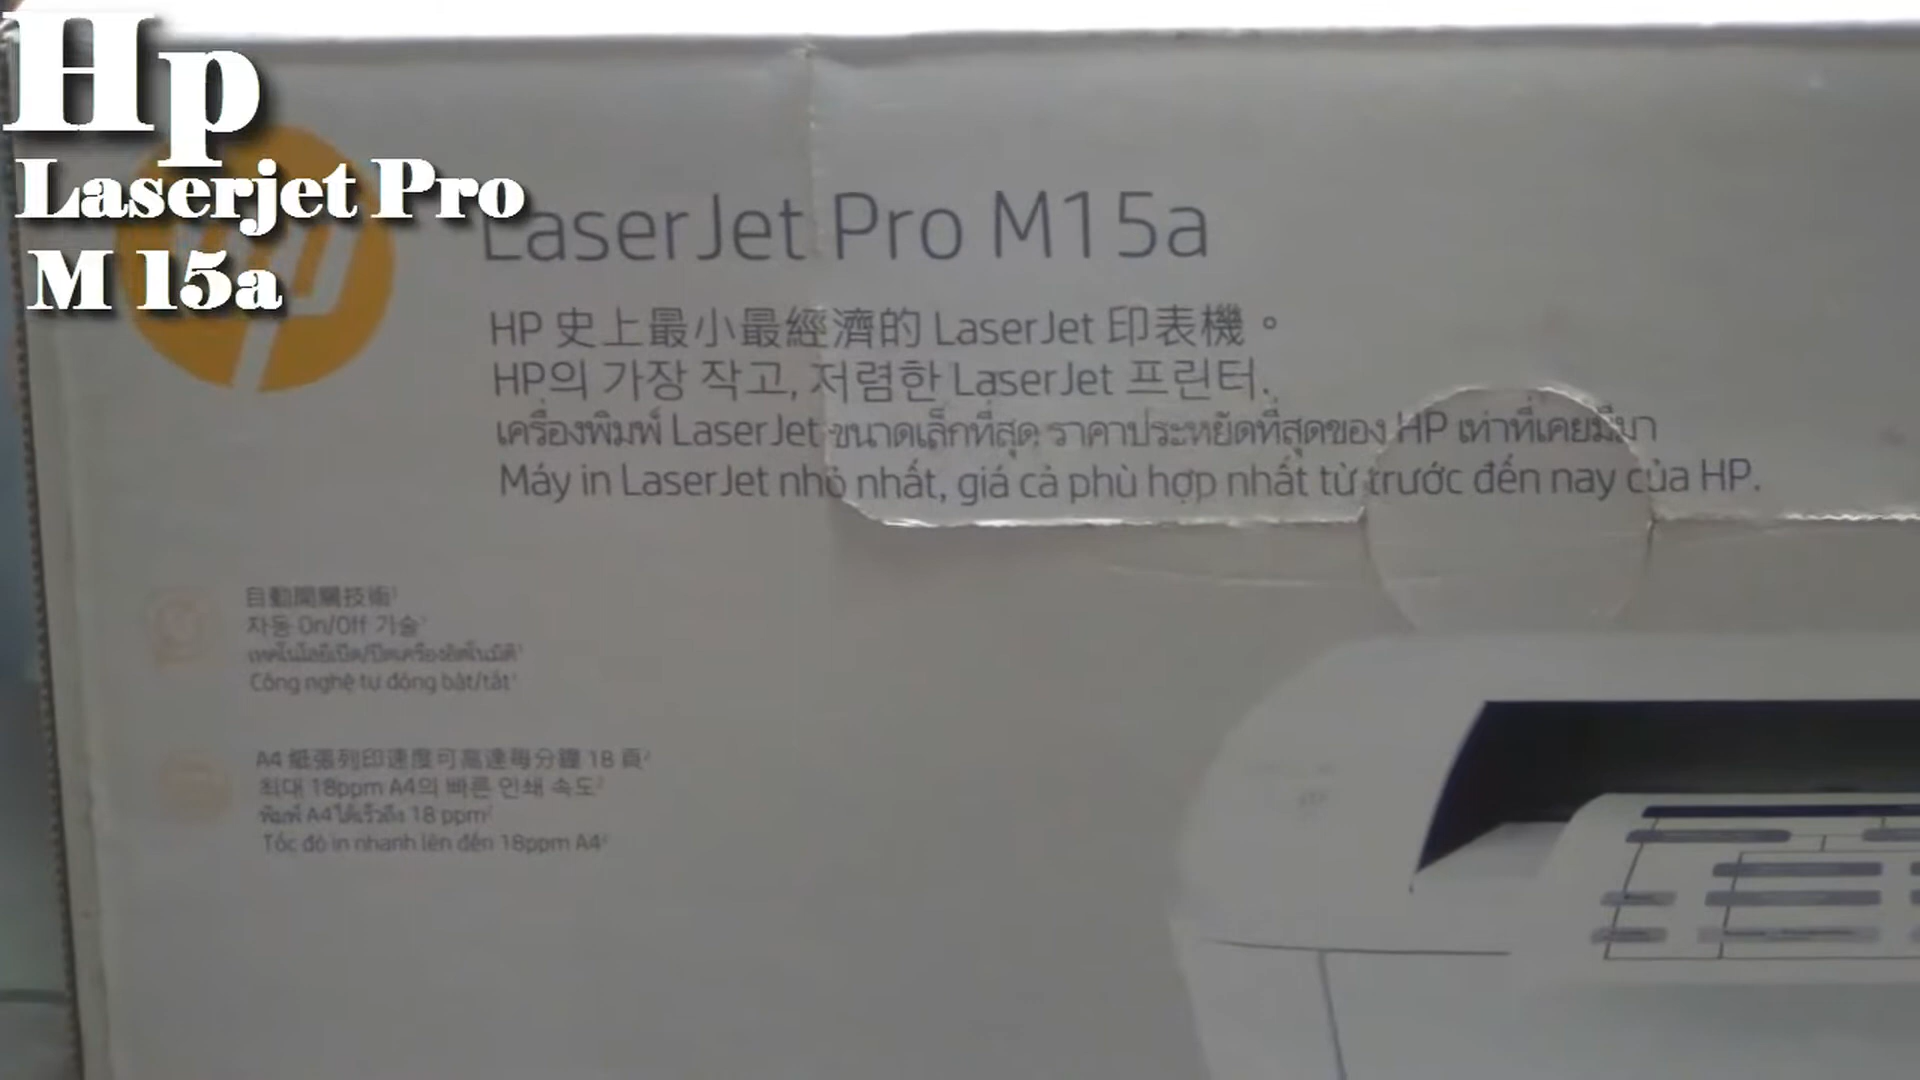 Hp
Laserjet Pro
M 15a
LaserJet Pro M15a
HP 史上最小最經濟的 LaserJet 印表機。
HP의 가장 작고, 저렴한 LaserJet 프린터.
เครื่องพิมพ์ LaserJet ขนาดเล็กที่สุด ราคาประหยัดที่สุดของ HP เท่าที่เคยมีมา
Máy in LaserJet nhỏ nhất, giá cả phù hợp nhất từ trước đến nay của HP.
自動開關技術¹
자동 On/Off 기술¹
เทคโนโลยีเปิด/ปิดเครื่องอัตโนมัติ¹
Công nghệ tự động bật/tắt¹
A4 紙張列印速度可高達每分鐘 18 頁²
최대 18ppm A4의 빠른 인쇄 속도²
พิมพ์ A4 ได้เร็วถึง 18 ppm²
Tốc độ in nhanh lên đến 18ppm A4²